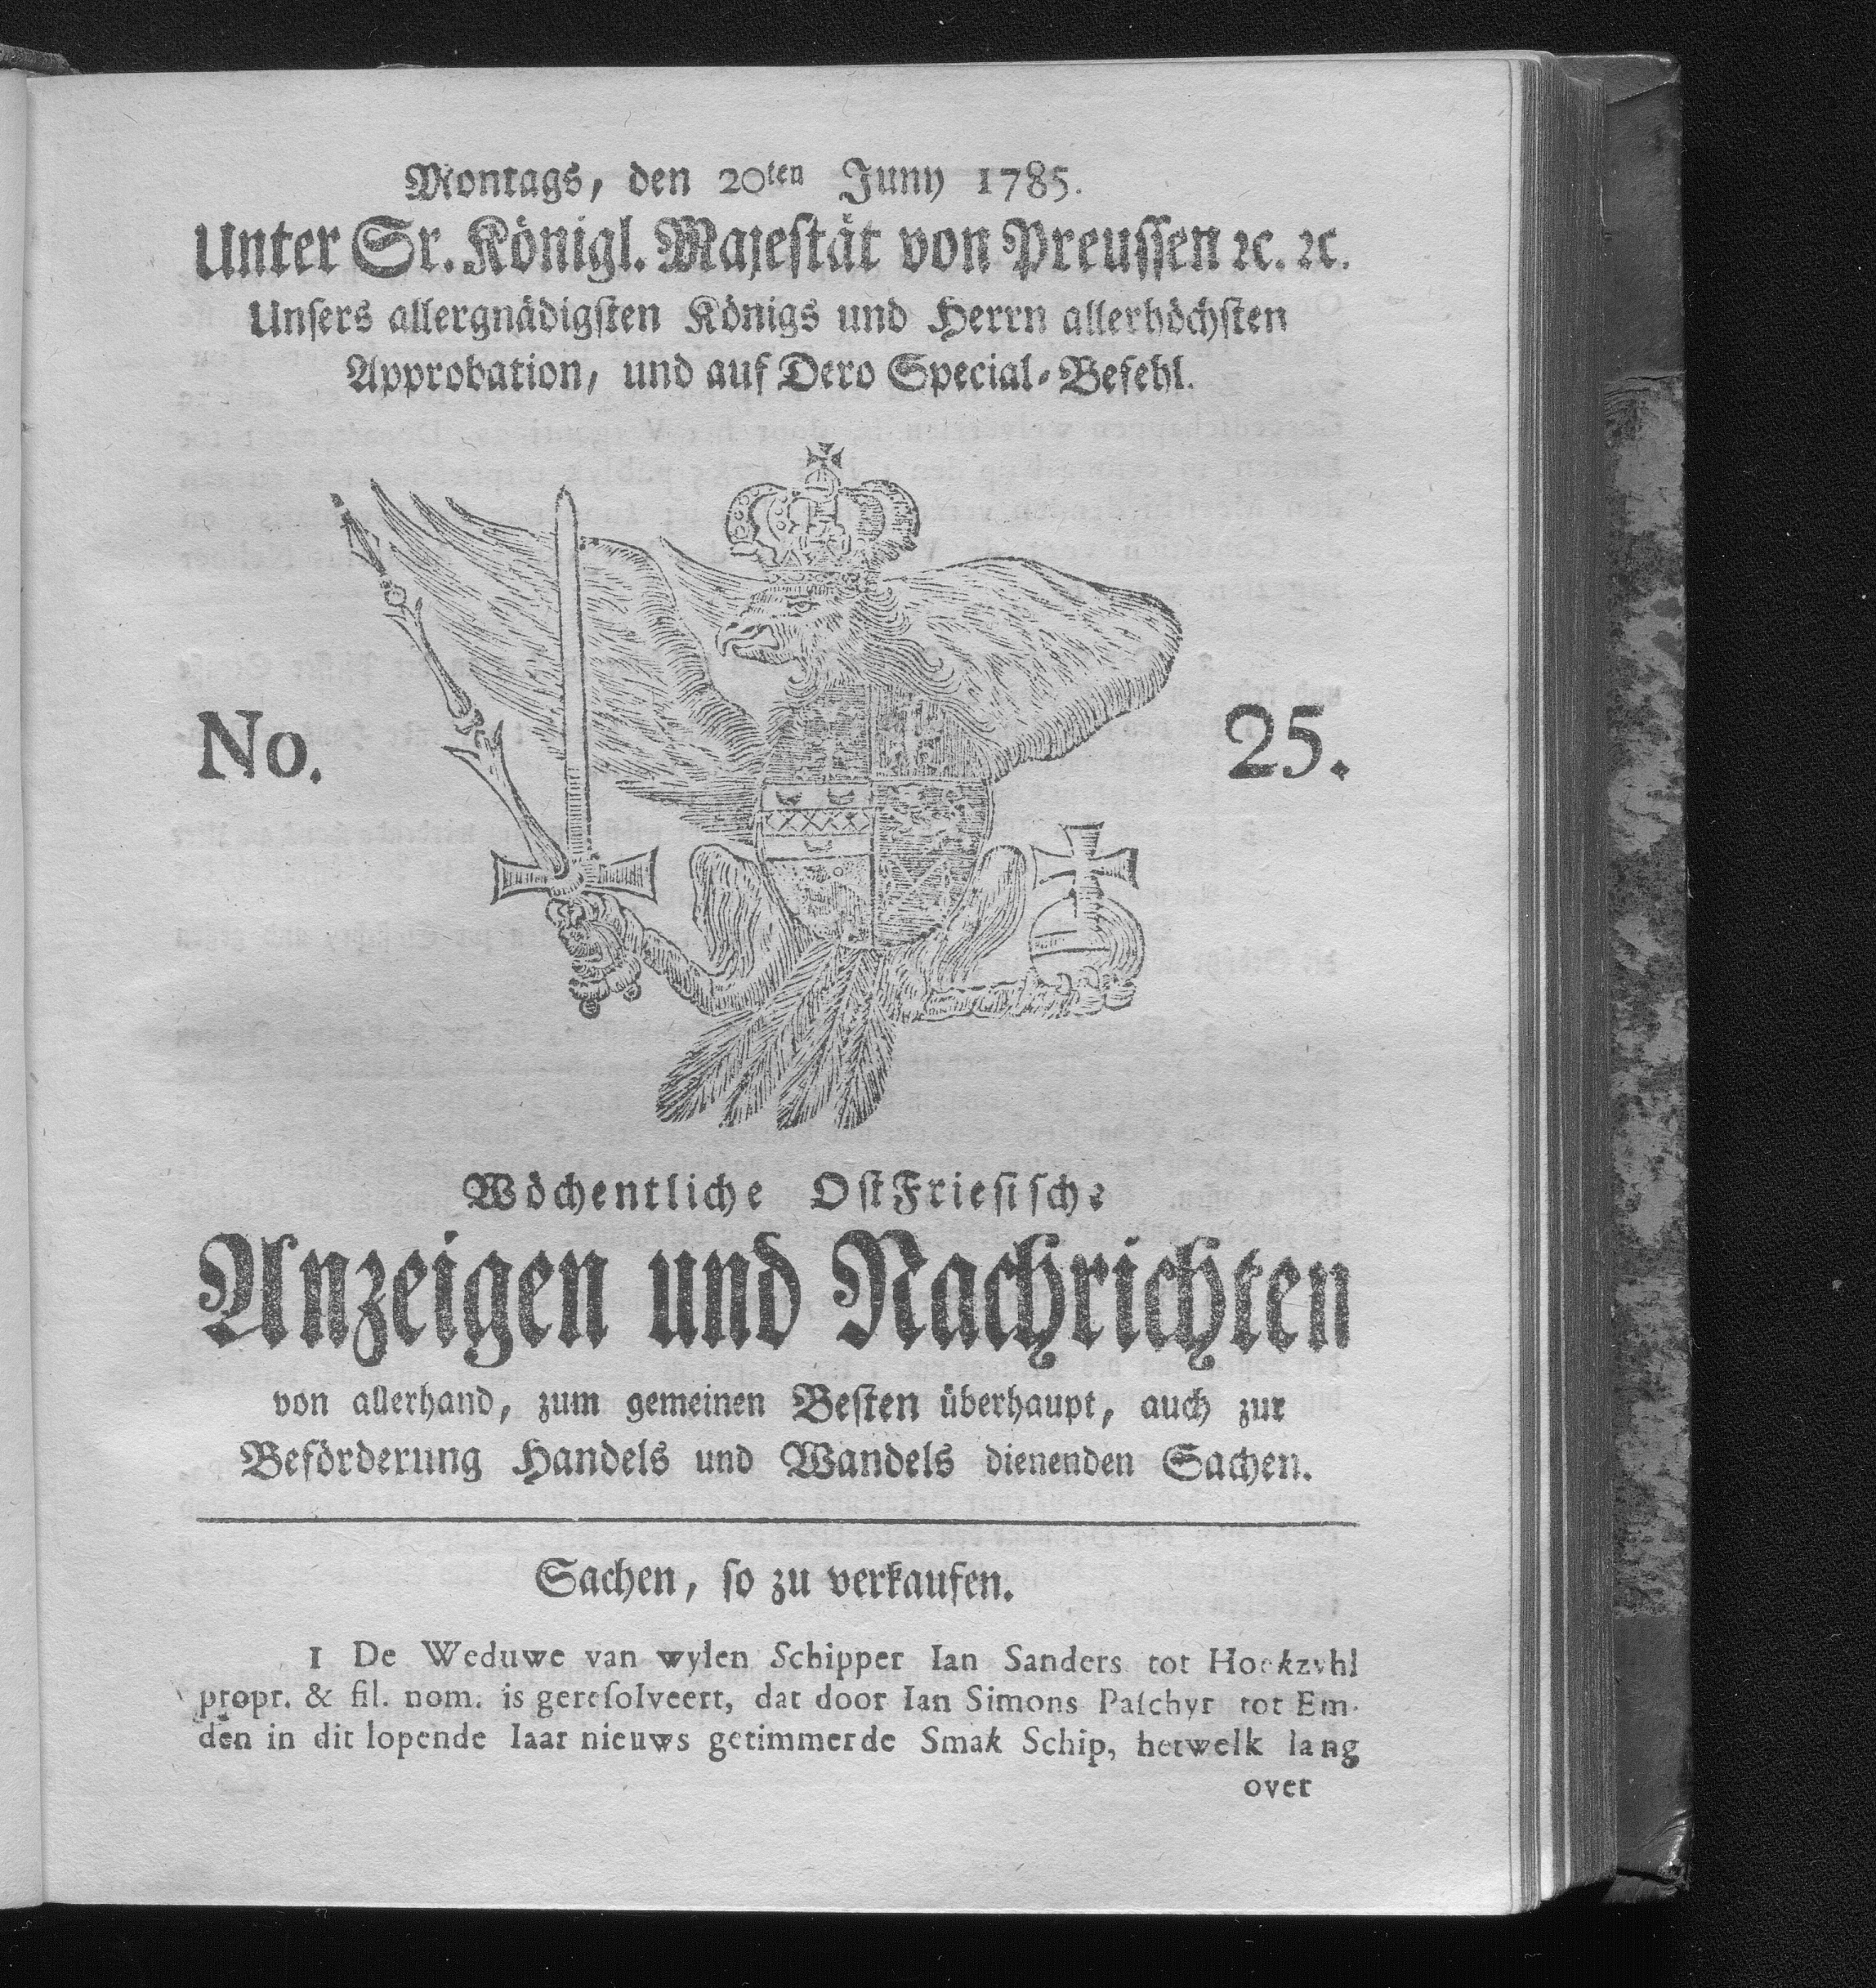 Montags, den 20ten Juny 1785.
Unter Sr. Königl. Majestät von Preussen ꝛc. ꝛc.
Unsers allergnädigsten Königs und Herrn allerhöchsten
Approbation, und auf Dero Special-Befehl.
No. 25.
Wöchentliche OstFriesische
Anzeigen und Nachrichten
von allerhand, zum gemeinen Besten überhaupt, auch zur
Beförderung Handels und Wandels dienenden Sachen.
Sachen, so zu verkaufen.
1 De Weduwe van wylen Schipper Ian Sanders tot Hoekzyhl
propr. & fil. nom. is geresolveert, dat door Ian Simons Paschyr tot Em-
den in dit lopende Iaar nieuws getimmerde Smak Schip, hetwelk lang
over